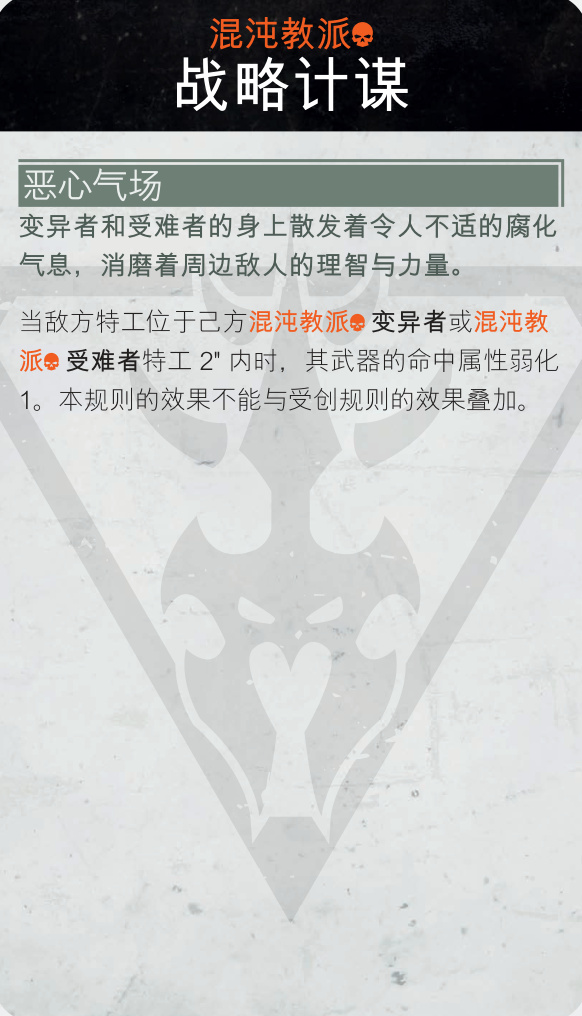 混沌教派
战略计谋
恶心气场
变异者和受难者的身上散发着令人不适的腐化
气息，消磨着周边敌人的理智与力量。
当敌方特工位于己方混沌教派 变异者或混沌教
派 受难者特工 2" 内时，其武器的命中属性弱化
1。本规则的效果不能与受创规则的效果叠加。